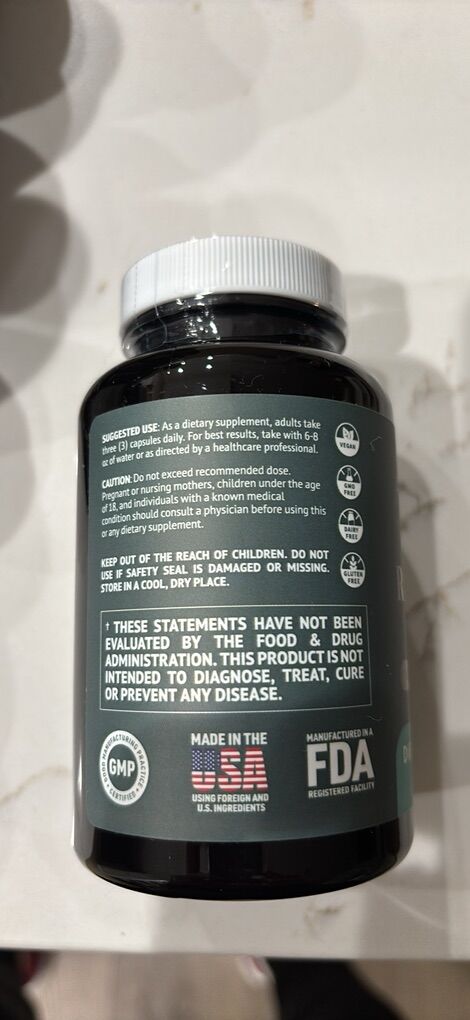 SUGGESTED USE: As a dietary supplement, adults take
three (3) capsules daily. For best results, take with 6-8
oz of water or as directed by a healthcare professional.
CAUTION: Do not exceed recommended dose.
Pregnant or nursing mothers, children under the age
of 18, and individuals with a known medical
condition should consult a physician before using this
or any dietary supplement.
KEEP OUT OF THE REACH OF CHILDREN. DO NOT
USE IF SAFETY SEAL IS DAMAGED OR MISSING.
STORE IN A COOL, DRY PLACE.
VEGAN
GMO
FREE
DAIRY
FREE
GLUTEN
FREE
† THESE STATEMENTS HAVE NOT BEEN
EVALUATED BY THE FOOD & DRUG
ADMINISTRATION. THIS PRODUCT IS NOT
INTENDED TO DIAGNOSE, TREAT, CURE
OR PREVENT ANY DISEASE.
GOOD MANUFACTURING PRACTICE
GMP
CERTIFIED
MADE IN THE
USA
USING FOREIGN AND
U.S. INGREDIENTS
MANUFACTURED IN A
FDA
REGISTERED FACILITY